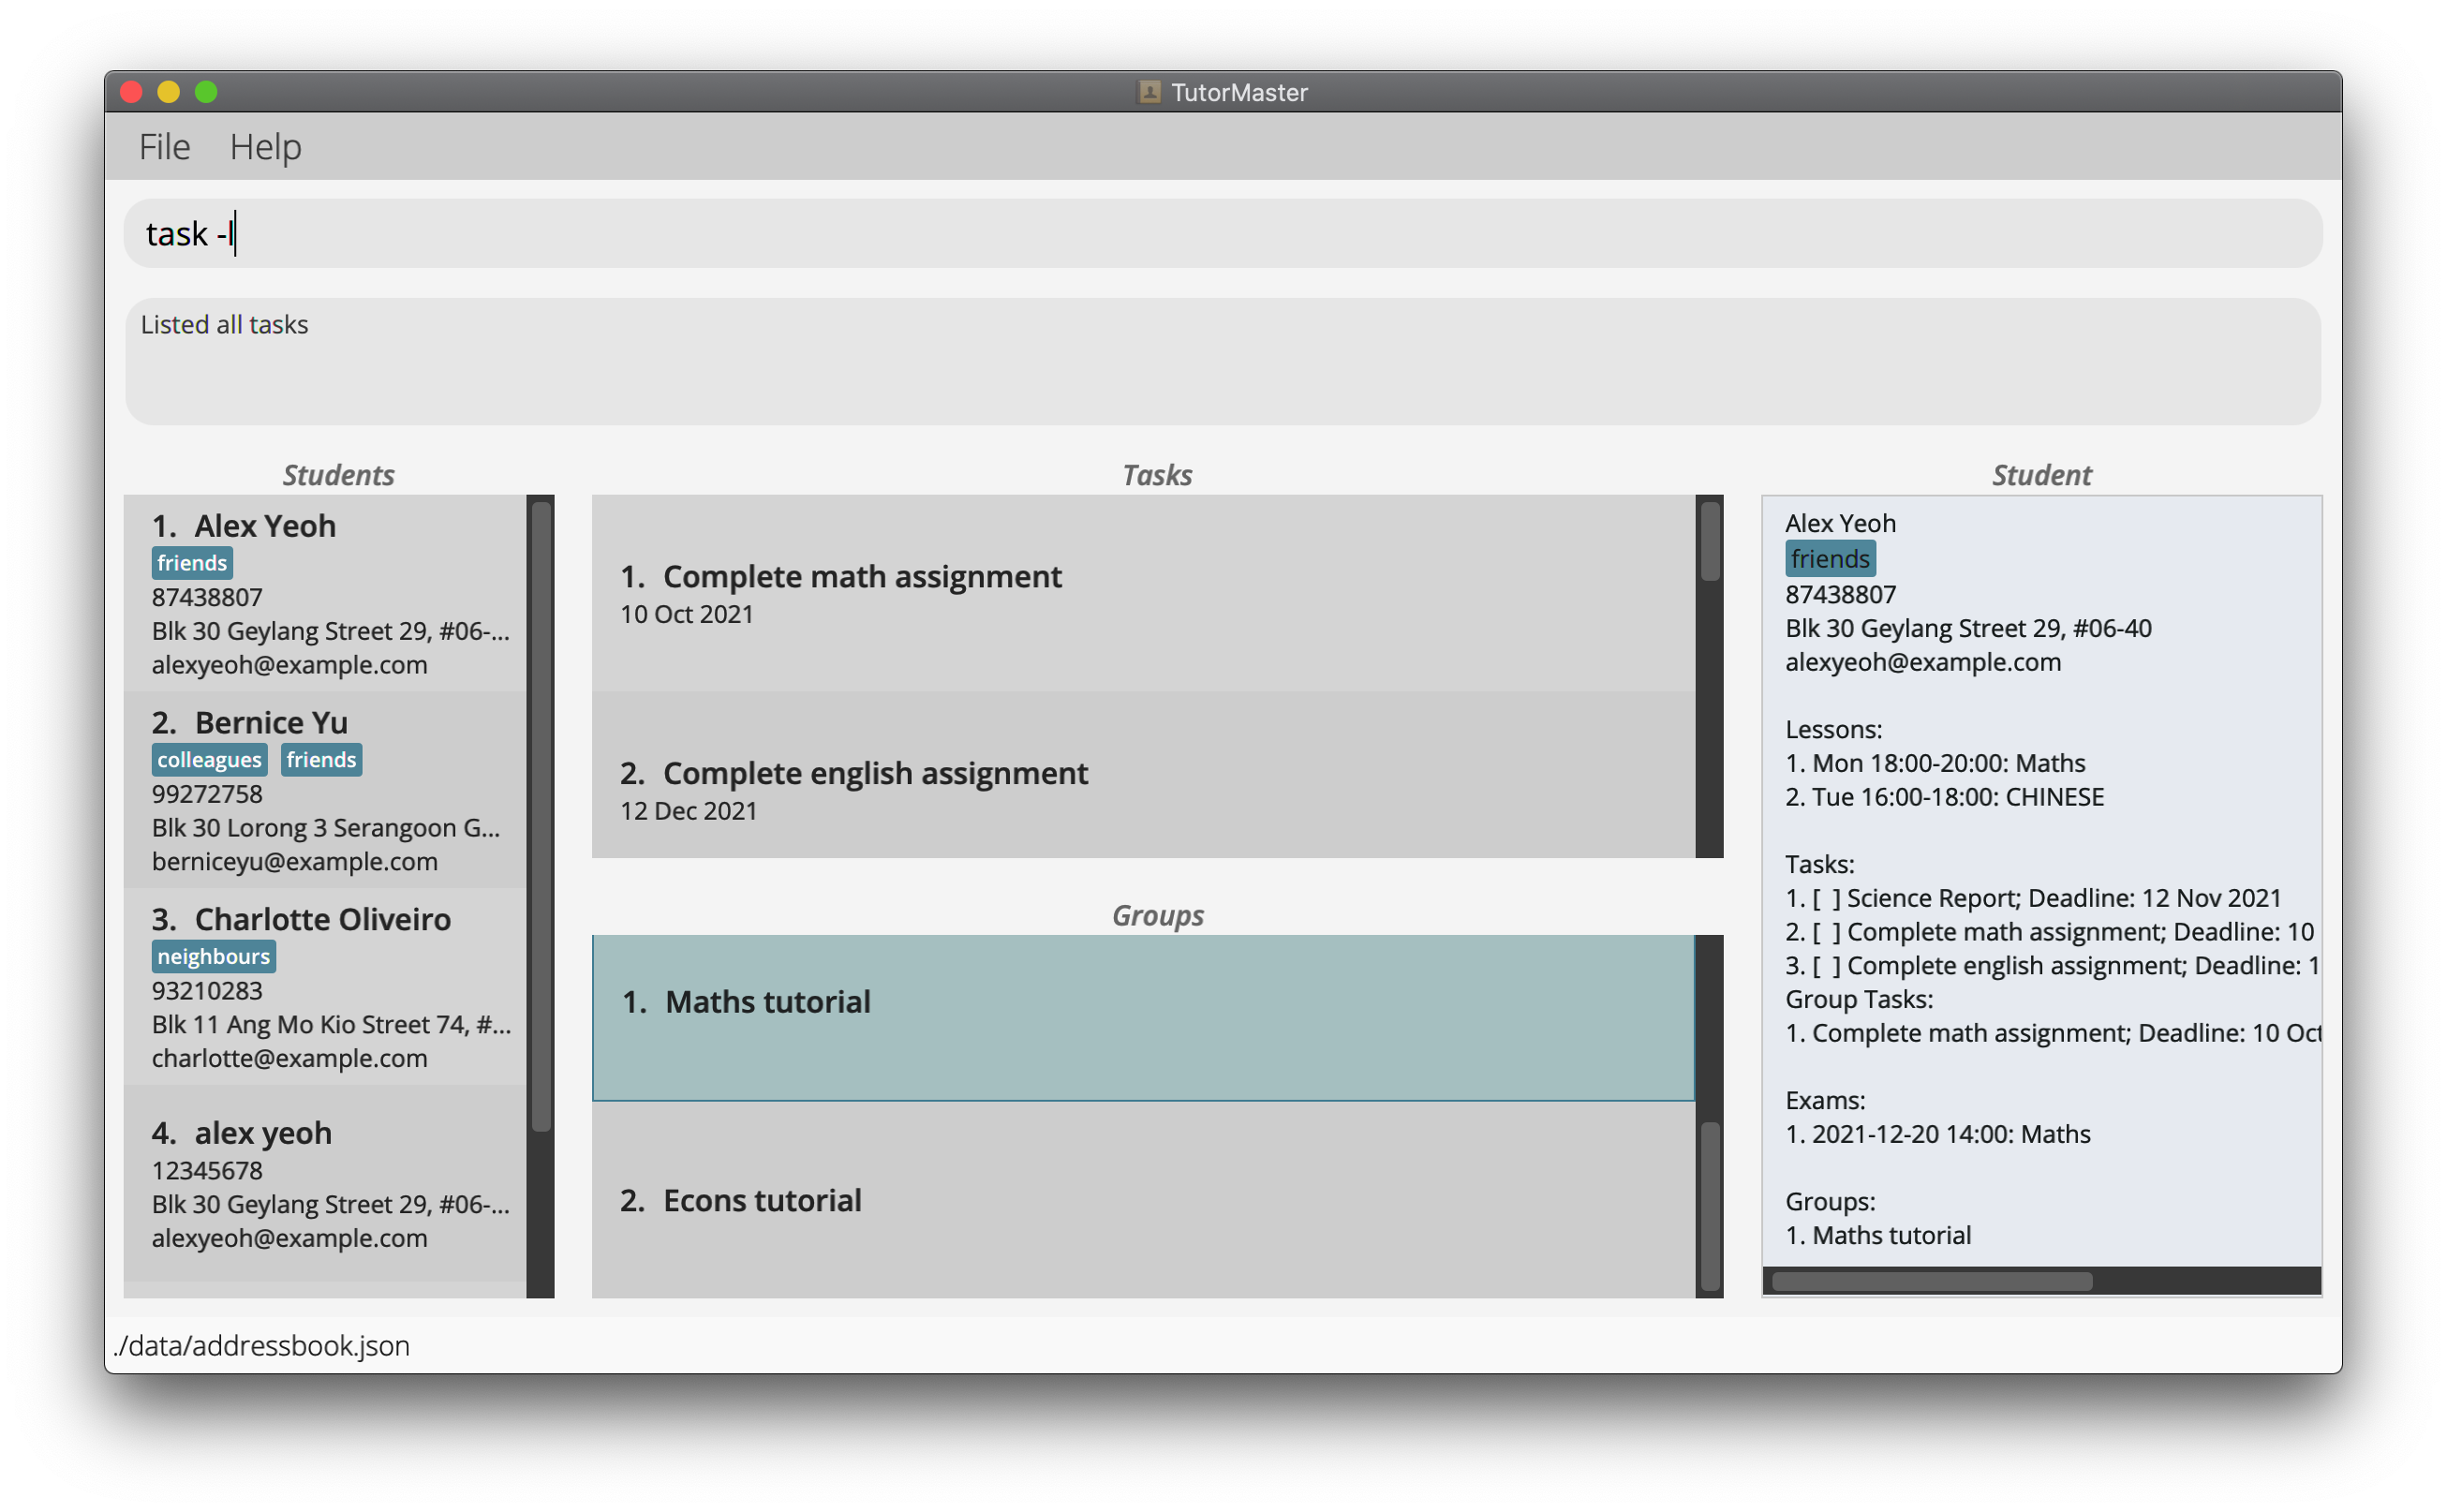 TutorMaster
File Help
task -l
Listed all tasks
Students
1. Alex Yeoh
friends
87438807
Blk 30 Geylang Street 29, #06-...
alexyeoh@example.com
2. Bernice Yu
colleagues friends
99272758
Blk 30 Lorong 3 Serangoon G...
berniceyu@example.com
3. Charlotte Oliveiro
neighbours
93210283
Blk 11 Ang Mo Kio Street 74, #...
charlotte@example.com
4. alex yeoh
12345678
Blk 30 Geylang Street 29, #06-...
alexyeoh@example.com
Tasks
1. Complete math assignment
10 Oct 2021
2. Complete english assignment
12 Dec 2021
Groups
1. Maths tutorial
2. Econs tutorial
Student
Alex Yeoh
friends
87438807
Blk 30 Geylang Street 29, #06-40
alexyeoh@example.com
Lessons:
1. Mon 18:00-20:00: Maths
2. Tue 16:00-18:00: CHINESE
Tasks:
1. [ ] Science Report; Deadline: 12 Nov 2021
2. [ ] Complete math assignment; Deadline: 10
3. [ ] Complete english assignment; Deadline: 1
Group Tasks:
1. Complete math assignment; Deadline: 10 Oct
Exams:
1. 2021-12-20 14:00: Maths
Groups:
1. Maths tutorial
./data/addressbook.json